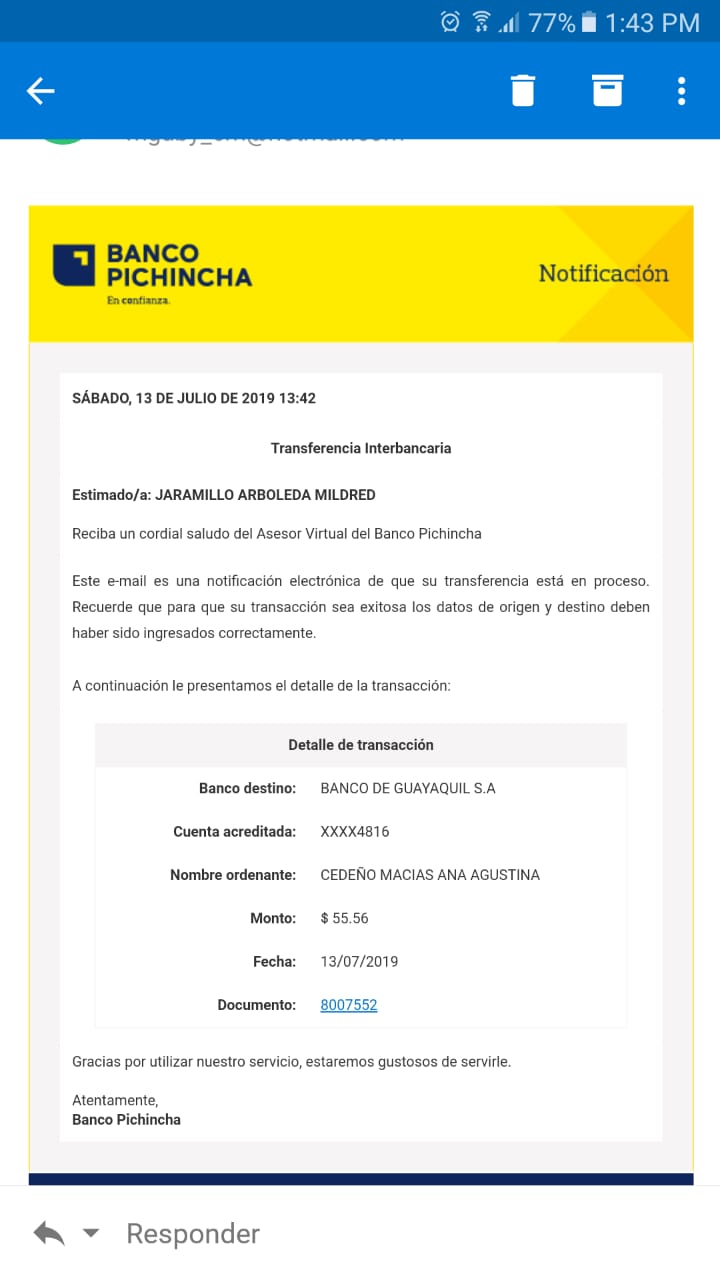 77% 1:43 PM
BANCO
PICHINCHA
En confianza.
Notificación
SÁBADO, 13 DE JULIO DE 2019 13:42
Transferencia Interbancaria
Estimado/a: JARAMILLO ARBOLEDA MILDRED
Reciba un cordial saludo del Asesor Virtual del Banco Pichincha
Este e-mail es una notificación electrónica de que su transferencia está en proceso.
Recuerde que para que su transacción sea exitosa los datos de origen y destino deben
haber sido ingresados correctamente.
A continuación le presentamos el detalle de la transacción:
Detalle de transacción
Banco destino: BANCO DE GUAYAQUIL S.A
Cuenta acreditada: XXXX4816
Nombre ordenante: CEDEÑO MACIAS ANA AGUSTINA
Monto: $ 55.56
Fecha: 13/07/2019
Documento: 8007552
Gracias por utilizar nuestro servicio, estaremos gustosos de servirle.
Atentamente,
Banco Pichincha
Responder